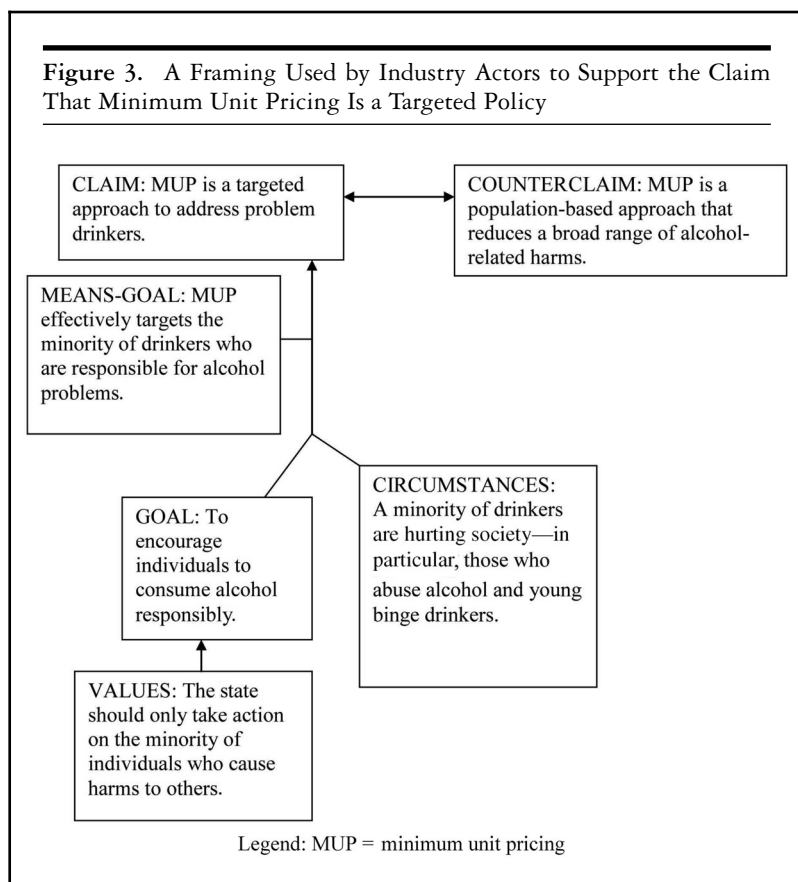 Figure 3. A Framing Used by Industry Actors to Support the Claim
That Minimum Unit Pricing Is a Targeted Policy
CLAIM: MUP is a targeted
approach to address problem
drinkers.
COUNTERCLAIM: MUP is a
population-based approach that
reduces a broad range of alcohol-
related harms.
MEANS-GOAL: MUP
effectively targets the
minority of drinkers who
are responsible for alcohol
problems.
GOAL: To
encourage
individuals to
consume alcohol
responsibly.
CIRCUMSTANCES:
A minority of drinkers
are hurting society—in
particular, those who
abuse alcohol and young
binge drinkers.
VALUES: The state
should only take action
on the minority of
individuals who cause
harms to others.
Legend: MUP = minimum unit pricing